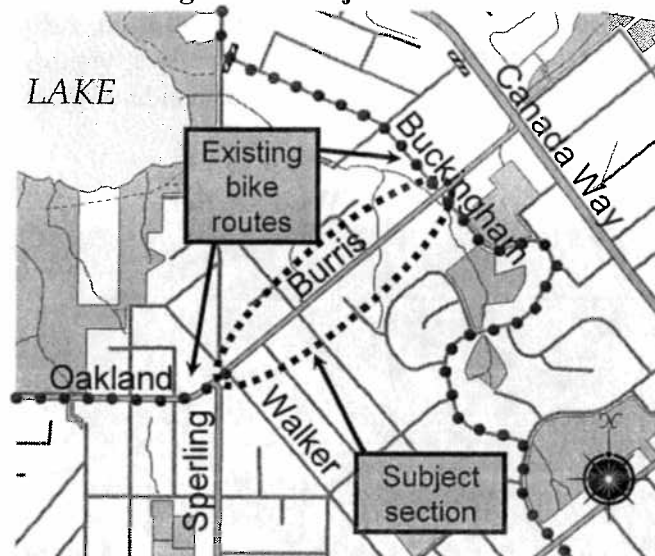 LAKE
Canada Way
Existing
bike
routes
Buckingham
Burris
Oakland
Sperling
Walker
Subject
section
N